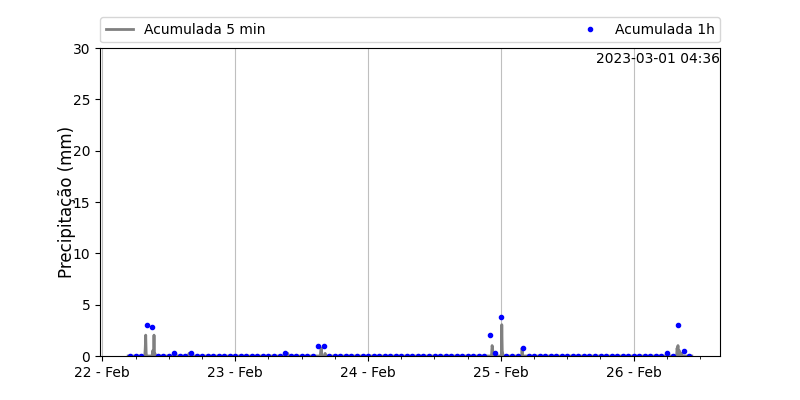 Acumulada 5 min
Acumulada 1h
2023-03-01 04:36
Precipitação (mm)
30
25
20
15
10
5
0
22 - Feb
23 - Feb
24 - Feb
25 - Feb
26 - Feb